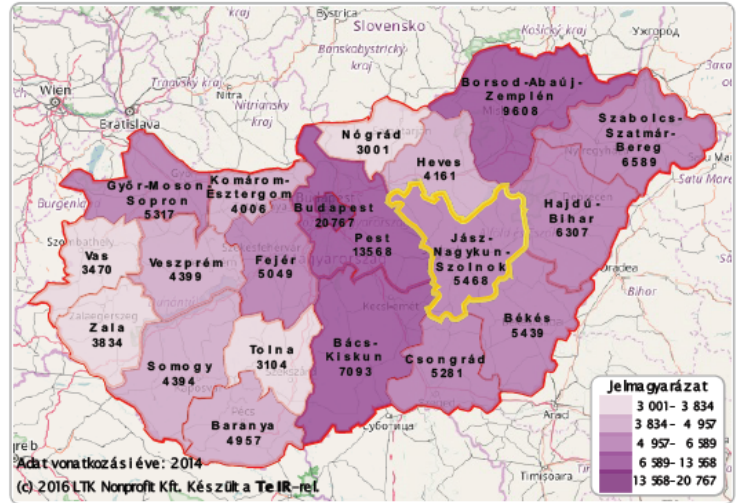 Bystrica
kraj
Slovensko
Košický kraj
Ужгород
Banskobystrický
kraj
Trnavský kraj
Nitra
Nitriansky
kraj
Wien
Bratislava
Borsod-Abaúj-
Zemplén
9608
Szabolcs-
Szatmár-
Bereg
6589
Nógrád
3001
Heves
4161
Satu Mare
Győr-Moson-
Sopron
5317
Komárom-
Esztergom
4006
Budapest
20767
Pest
13568
Jász-
Nagykun-
Szolnok
5468
Hajdú-
Bihar
6307
Burgenland
Szombathely
Vas
3470
Veszprém
4399
Fejér
5049
Oradea
Bihor
Kecskemét
Békés
5439
Zalaegerszeg
Zala
3834
Somogy
4394
Tolna
3104
Bács-
Kiskun
7093
Csongrád
5281
Pécs
Baranya
4957
Суботица
Arad
Timișoara
Jelmagyarázat
3 001– 3 834
3 834– 4 957
4 957– 6 589
6 589–13 568
13 568–20 767
Adat vonatkozási éve: 2014
(c) 2016 LTK Nonprofit Kft. Készült a TeIR-rel.